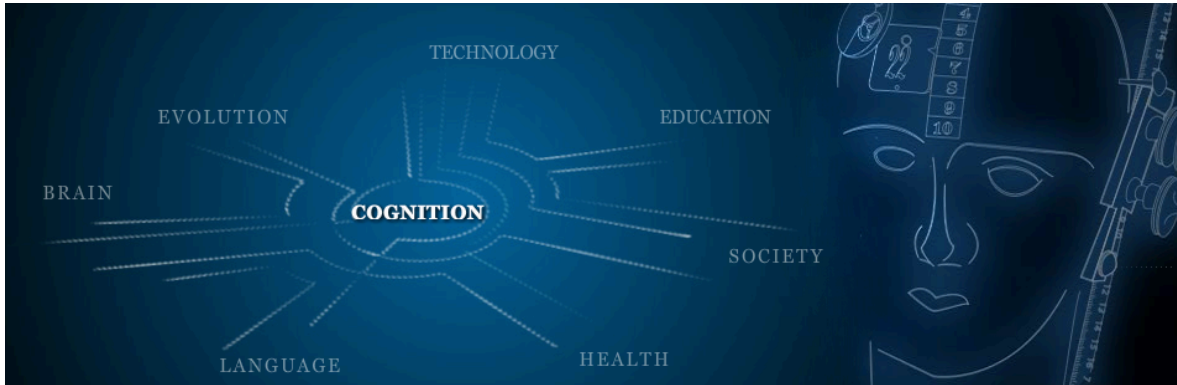 TECHNOLOGY
EVOLUTION
EDUCATION
BRAIN
COGNITION
SOCIETY
LANGUAGE
HEALTH
4
5
6
7
8
9
10